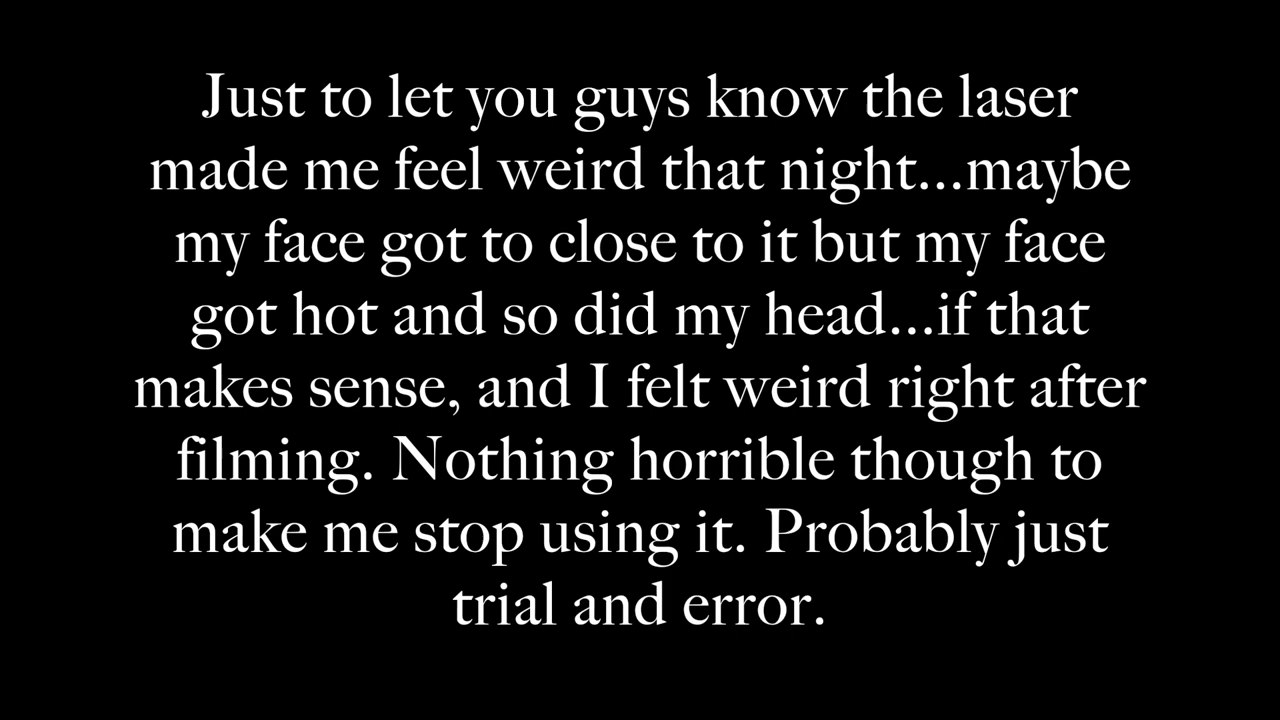 Just to let you guys know the laser
made me feel weird that night...maybe
my face got to close to it but my face
got hot and so did my head...if that
makes sense, and I felt weird right after
filming. Nothing horrible though to
make me stop using it. Probably just
trial and error.